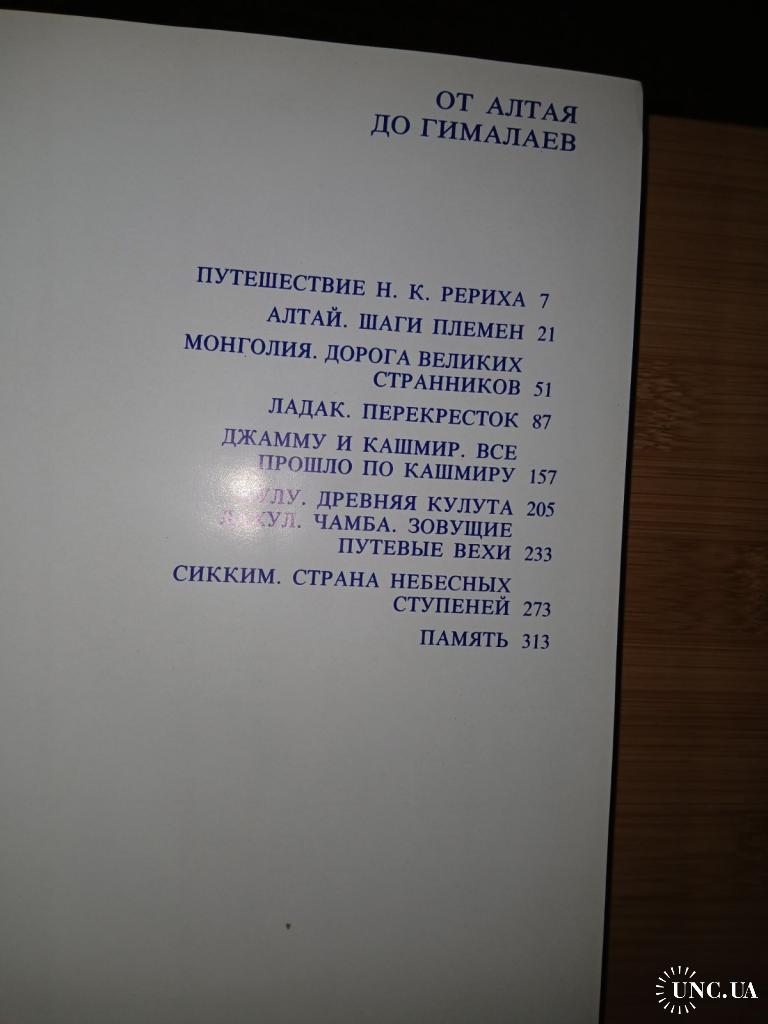 ОТ АЛТАЯ
ДО ГИМАЛАЕВ
ПУТЕШЕСТВИЕ Н. К. РЕРИХА 7
АЛТАЙ. ШАГИ ПЛЕМЕН 21
МОНГОЛИЯ. ДОРОГА ВЕЛИКИХ
СТРАННИКОВ 51
ЛАДАК. ПЕРЕКРЕСТОК 87
ДЖАММУ И КАШМИР. ВСЕ
ПРОШЛО ПО КАШМИРУ 157
КУЛУ. ДРЕВНЯЯ КУЛУТА 205
ЛАХУЛ. ЧАМБА. ЗОВУЩИЕ
ПУТЕВЫЕ ВЕХИ 233
СИККИМ. СТРАНА НЕБЕСНЫХ
СТУПЕНЕЙ 273
ПАМЯТЬ 313
UNC.UA